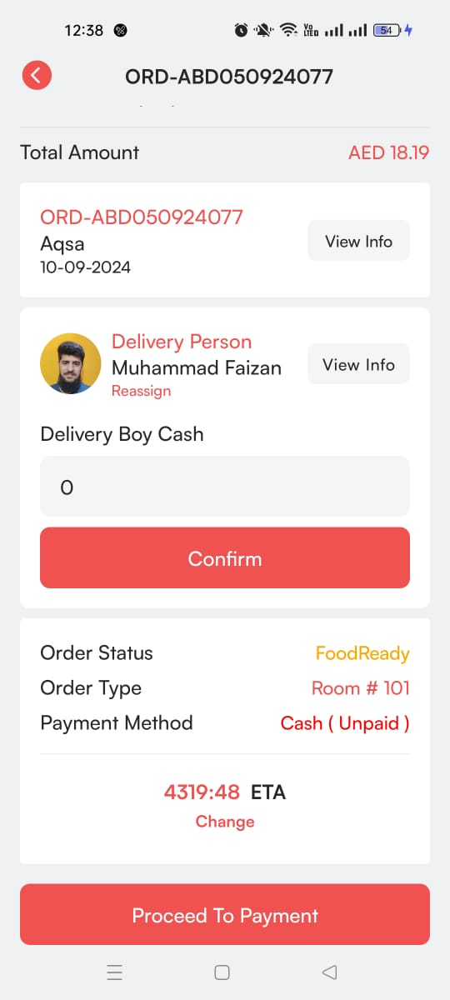 12:38
Vo
LTED
54
ORD-ABD050924077
Total Amount
AED 18.19
ORD-ABD050924077
Aqsa
View Info
10-09-2024
Delivery Person
Muhammad Faizan
View Info
Reassign
Delivery Boy Cash
0
Confirm
Order Status
FoodReady
Order Type
Room # 101
Payment Method
Cash ( Unpaid )
4319:48 ETA
Change
Proceed To Payment